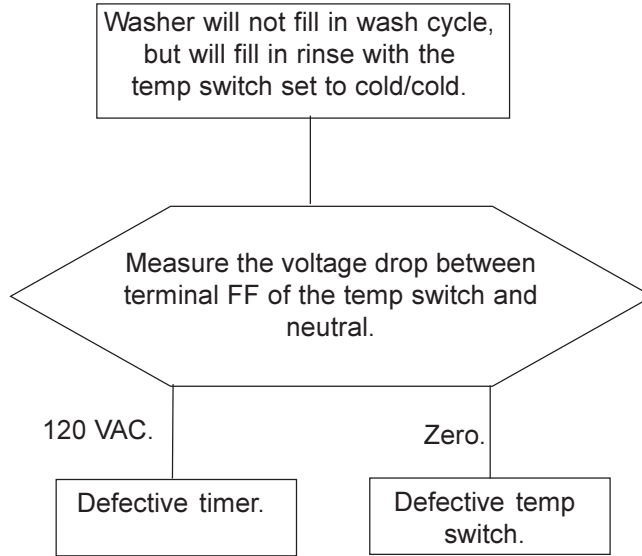 Washer will not fill in wash cycle,
but will fill in rinse with the
temp switch set to cold/cold.
Measure the voltage drop between
terminal FF of the temp switch and
neutral.
120 VAC.
Zero.
Defective timer.
Defective temp
switch.